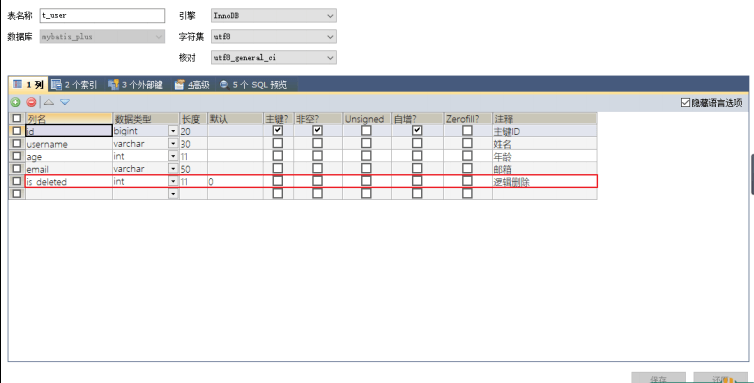 表名称 t_user 引擎 InnoDB
数据库 mybatis_plus 字符集 utf8
核对 utf8_general_ci
1 列 2 个索引 3 个外部键 4高级 5 个 SQL 预览
隐藏语言选项
列名 数据类型 长度 默认 主键? 非空? Unsigned 自增? Zerofill? 注释
id bigint 20 主键ID
username varchar 30 姓名
age int 11 年龄
email varchar 50 邮箱
is_deleted int 11 0 逻辑删除
保存